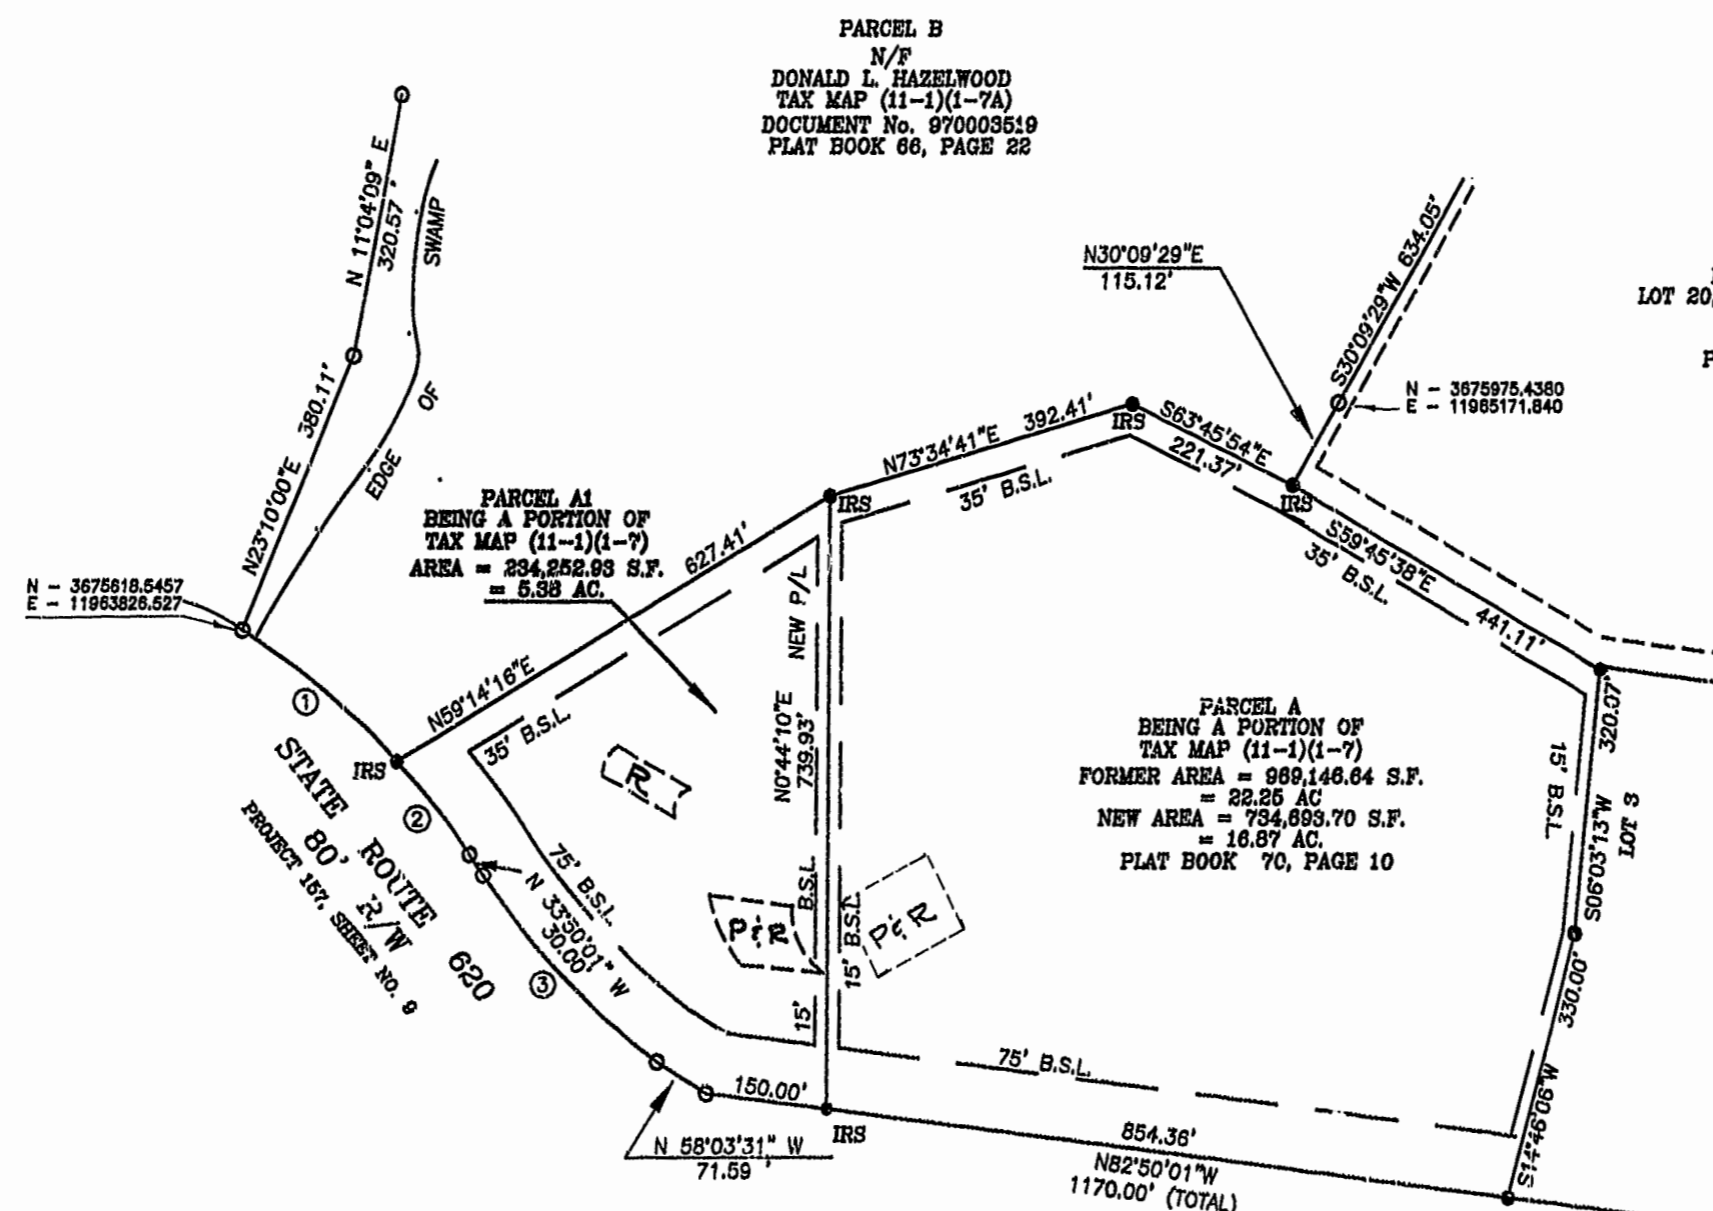 PARCEL B
N/F
DONALD L. HAZELWOOD
TAX MAP (11-1)(1-7A)
DOCUMENT No. 970003519
PLAT BOOK 66, PAGE 22
N 11°04'09" E
320.57'
SWAMP
OF
EDGE
N23°10'00"E 380.11'
N - 3675618.5457
E - 11963826.527
N30°09'29"E
115.12'
S30°09'29"W 634.05'
LOT 20,
N - 3675975.4380
E - 11965171.840
N73°34'41"E 392.41'
IRS
S63°45'54"E
221.37'
35' B.S.L.
IRS
IRS
S59°45'38"E 441.11'
35' B.S.L.
PARCEL A1
BEING A PORTION OF
TAX MAP (11-1)(1-7)
AREA = 234,252.93 S.F.
= 5.38 AC.
N59°14'16"E 627.41'
35' B.S.L.
NEW P/L
N0°44'10"E
739.93'
PARCEL A
BEING A PORTION OF
TAX MAP (11-1)(1-7)
FORMER AREA = 969,146.64 S.F.
= 22.25 AC
NEW AREA = 734,693.70 S.F.
= 16.87 AC.
PLAT BOOK 70, PAGE 10
15' B.S.L.
320.07'
S06°03'13"W
LOT 3
330.00'
S14°46'06"W
1
IRS
2
STATE ROUTE 620
80' R/W
PROJECT 157, SHEET NO. 9
R
75' B.S.L.
N 33°50'01" W
30.00'
3
P&R
P&R
15' B.S.L.
15' B.S.L.
75' B.S.L.
150.00'
IRS
N 58°03'31" W
71.59'
854.36'
N82°50'01"W
1170.00' (TOTAL)